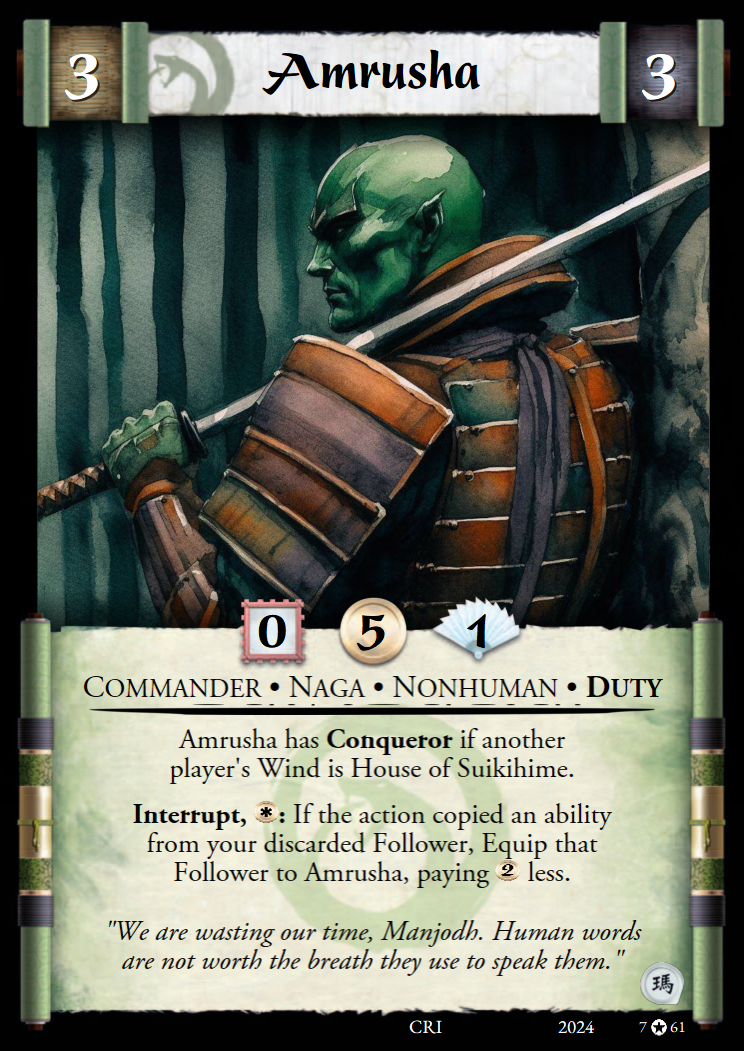 3 Amrusha 3
0 5 1
COMMANDER • NAGA • NONHUMAN • DUTY
Amrusha has Conqueror if another
player's Wind is House of Suikihime.
Interrupt, *: If the action copied an ability
from your discarded Follower, Equip that
Follower to Amrusha, paying 2 less.
"We are wasting our time, Manjodh. Human words
are not worth the breath they use to speak them."
瑪
CRI 2024 7 ✪ 61